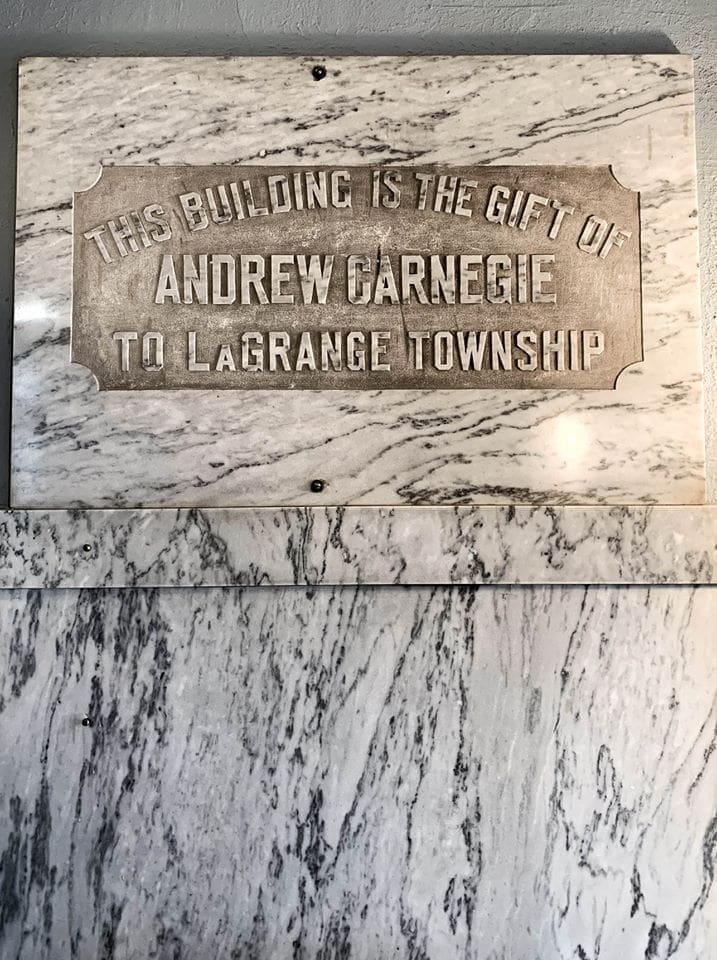 THIS BUILDING IS THE GIFT OF
ANDREW CARNEGIE
TO LAGRANGE TOWNSHIP